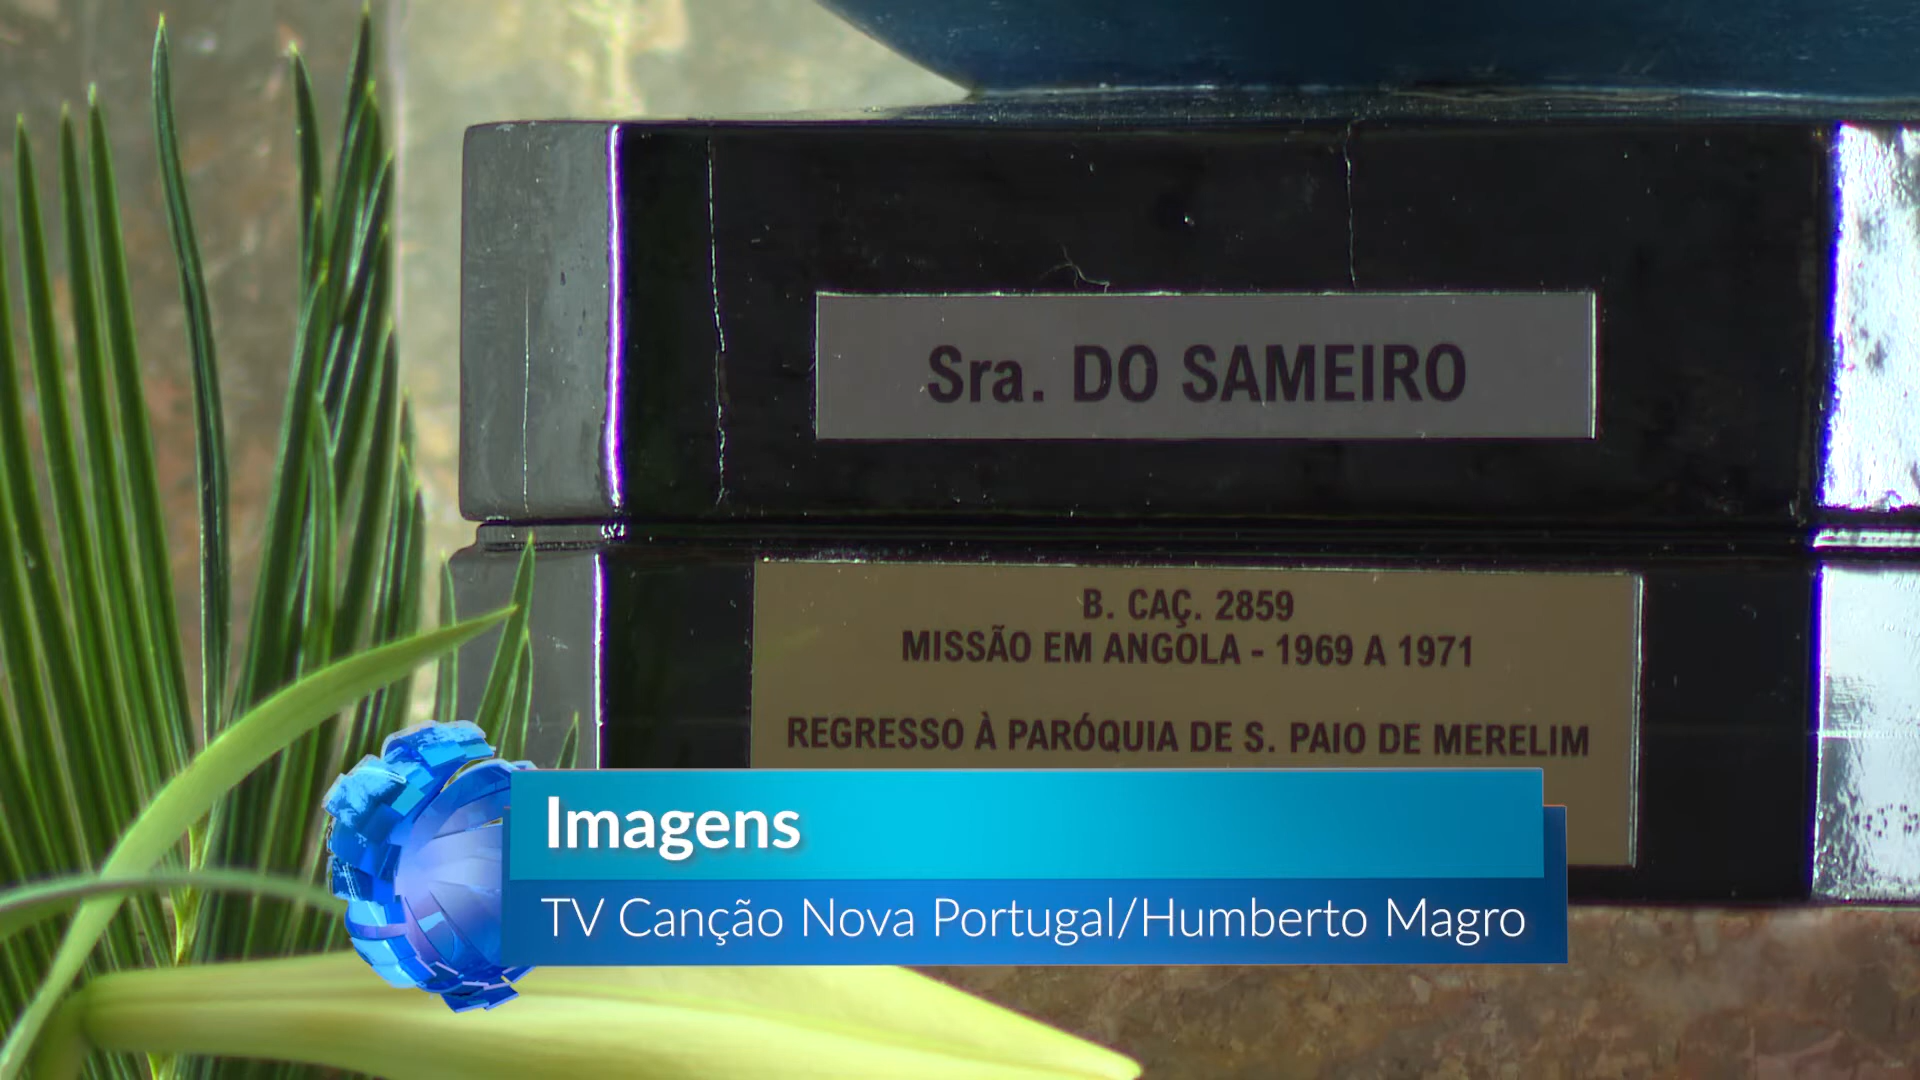 Sra. DO SAMEIRO
B. CAÇ. 2859
MISSÃO EM ANGOLA - 1969 A 1971
REGRESSO À PARÓQUIA DE S. PAIO DE MERELIM
Imagens
TV Canção Nova Portugal/Humberto Magro